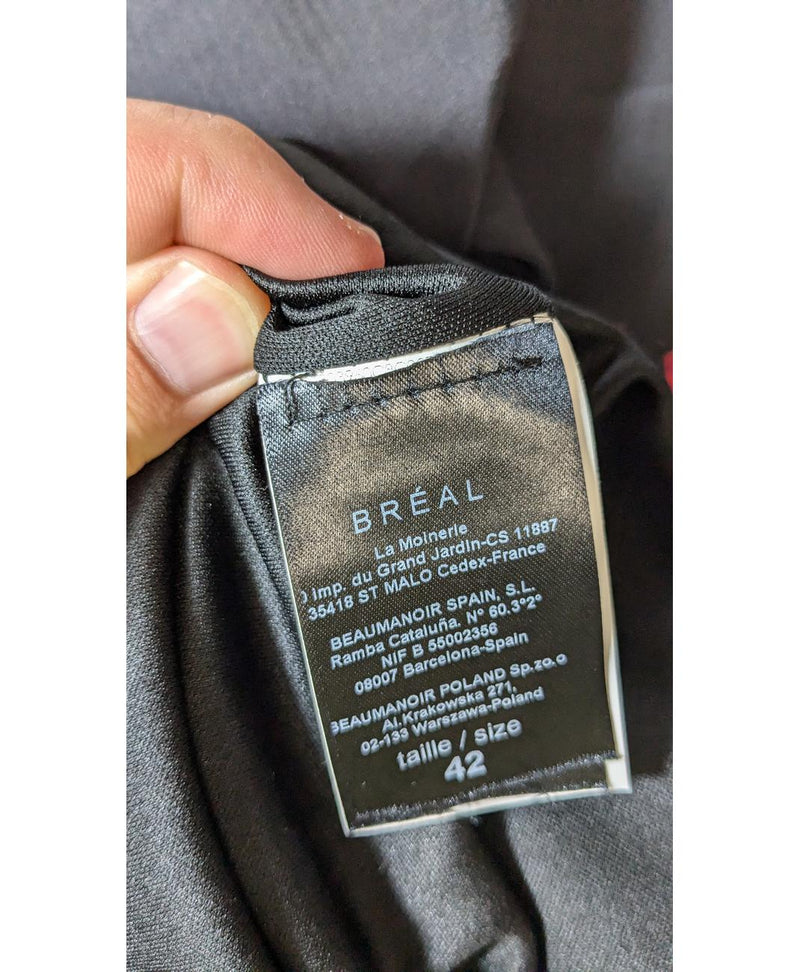 BRÉAL
La Moinerie
Imp. du Grand Jardin-CS 11887
35418 ST MALO Cedex-France
BEAUMANOIR SPAIN, S.L.
Ramba Cataluña. N° 60.3°2°
NIF B 55002356
08007 Barcelona-Spain
BEAUMANOIR POLAND Sp.zo.o
Al.Krakowska 271,
02-133 Warszawa-Poland
taille / size
42